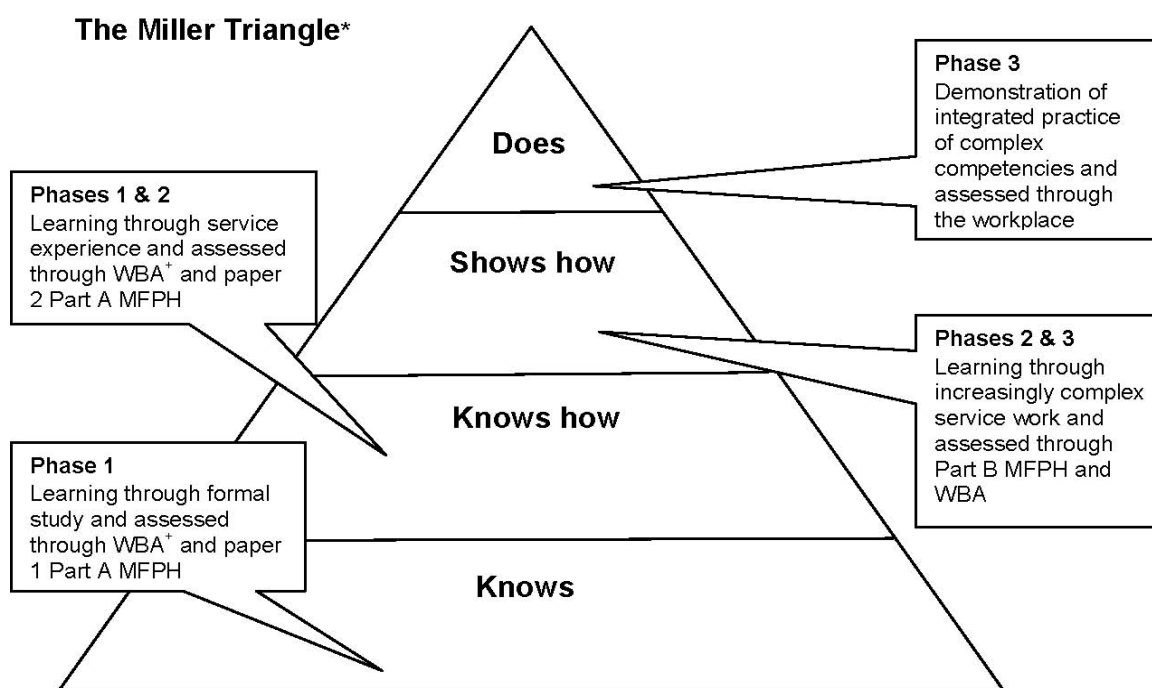 The Miller Triangle*
Does
Phase 3
Demonstration of
integrated practice
of complex
competencies and
assessed through
the workplace
Phases 1 & 2
Learning through service
experience and assessed
through WBA+ and paper
2 Part A MFPH
Shows how
Phases 2 & 3
Learning through
increasingly complex
service work and
assessed through
Part B MFPH and
WBA
Knows how
Phase 1
Learning through formal
study and assessed
through WBA+ and paper
1 Part A MFPH
Knows